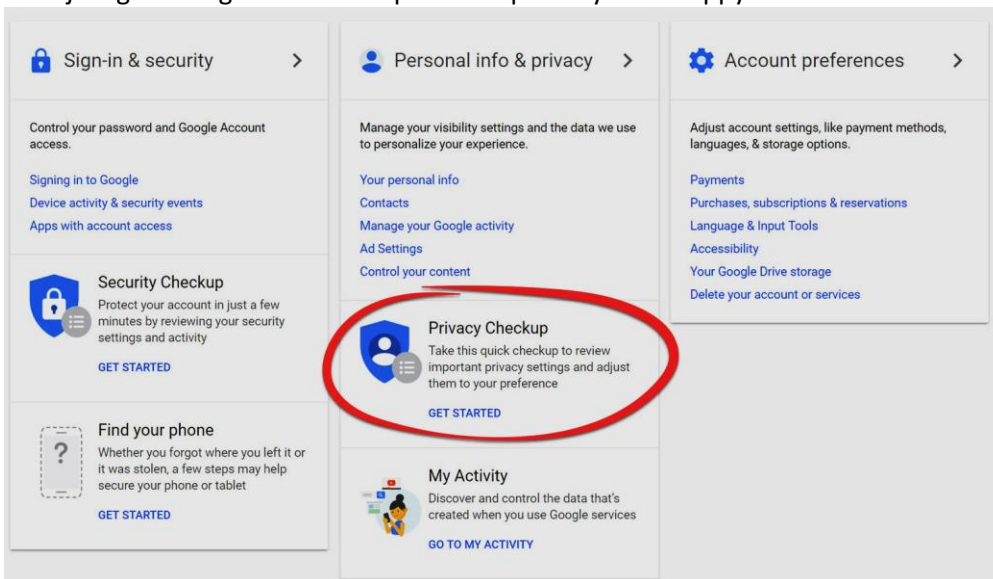 Sign-in & security
Control your password and Google Account
access.
Signing in to Google
Device activity & security events
Apps with account access
Security Checkup
Protect your account in just a few
minutes by reviewing your security
settings and activity
GET STARTED
Find your phone
Whether you forgot where you left it or
it was stolen, a few steps may help
secure your phone or tablet
GET STARTED
Personal info & privacy
Manage your visibility settings and the data we use
to personalize your experience.
Your personal info
Contacts
Manage your Google activity
Ad Settings
Control your content
Privacy Checkup
Take this quick checkup to review
important privacy settings and adjust
them to your preference
GET STARTED
My Activity
Discover and control the data that's
created when you use Google services
GO TO MY ACTIVITY
Account preferences
Adjust account settings, like payment methods,
languages, & storage options.
Payments
Purchases, subscriptions & reservations
Language & Input Tools
Accessibility
Your Google Drive storage
Delete your account or services